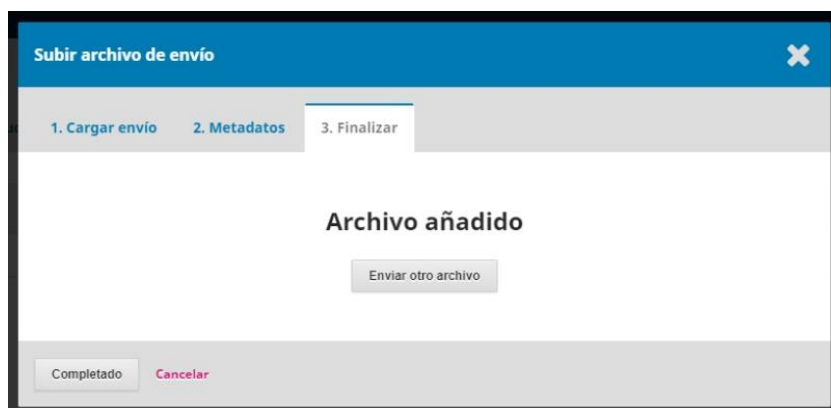 Subir archivo de envío
1. Cargar envío 2. Metadatos 3. Finalizar
Archivo añadido
Enviar otro archivo
Completado Cancelar